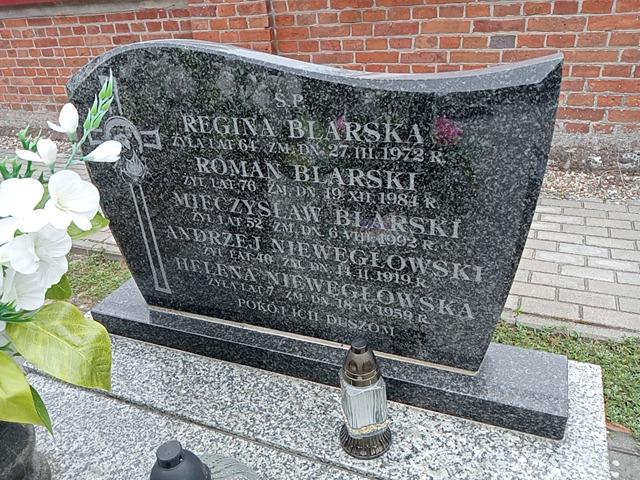 Ś.P.
REGINA BLARSKA
ŻYŁA LAT 64 ZM. DN. 27 III 1972 R.
ROMAN BLARSKI
ŻYŁ LAT 76 ZM. DN. 19 XII 1984 R.
MIECZYSŁAW BLARSKI
ŻYŁ LAT 52 ZM. DN. 6 VIII 1992 R.
ANDRZEJ NIEWĘGŁOWSKI
ŻYŁ LAT 40 ZM. DN. 14 II 1919 R.
HELENA NIEWĘGŁOWSKA
ŻYŁA LAT ZM. DN. 18 IV 1959 R.
POKÓJ ICH DUSZOM